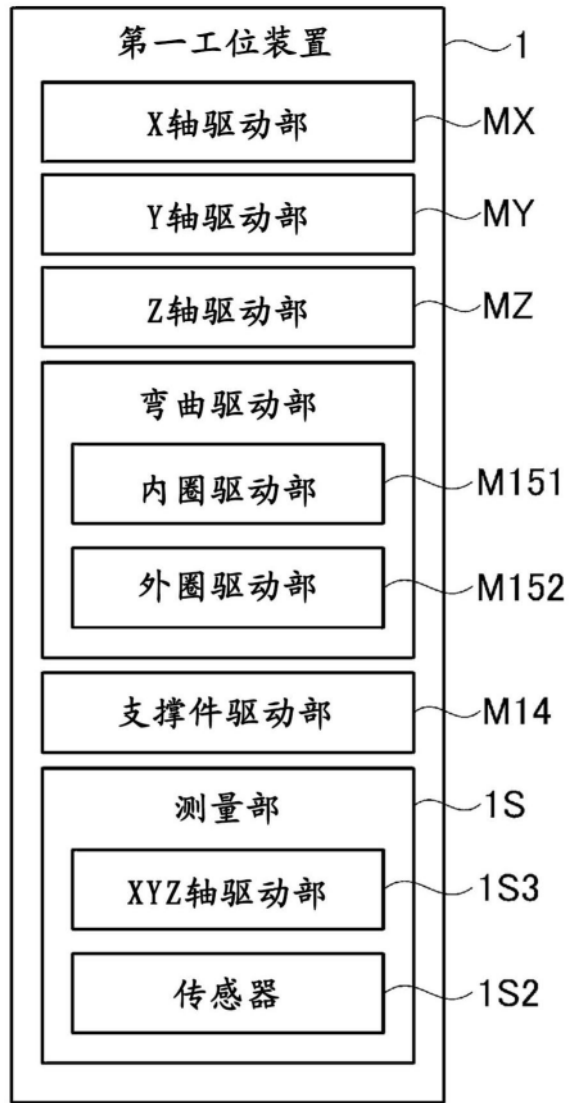 第一工位装置 1
X轴驱动部 MX
Y轴驱动部 MY
Z轴驱动部 MZ
弯曲驱动部
内圈驱动部 M151
外圈驱动部 M152
支撑件驱动部 M14
测量部 1S
XYZ轴驱动部 1S3
传感器 1S2